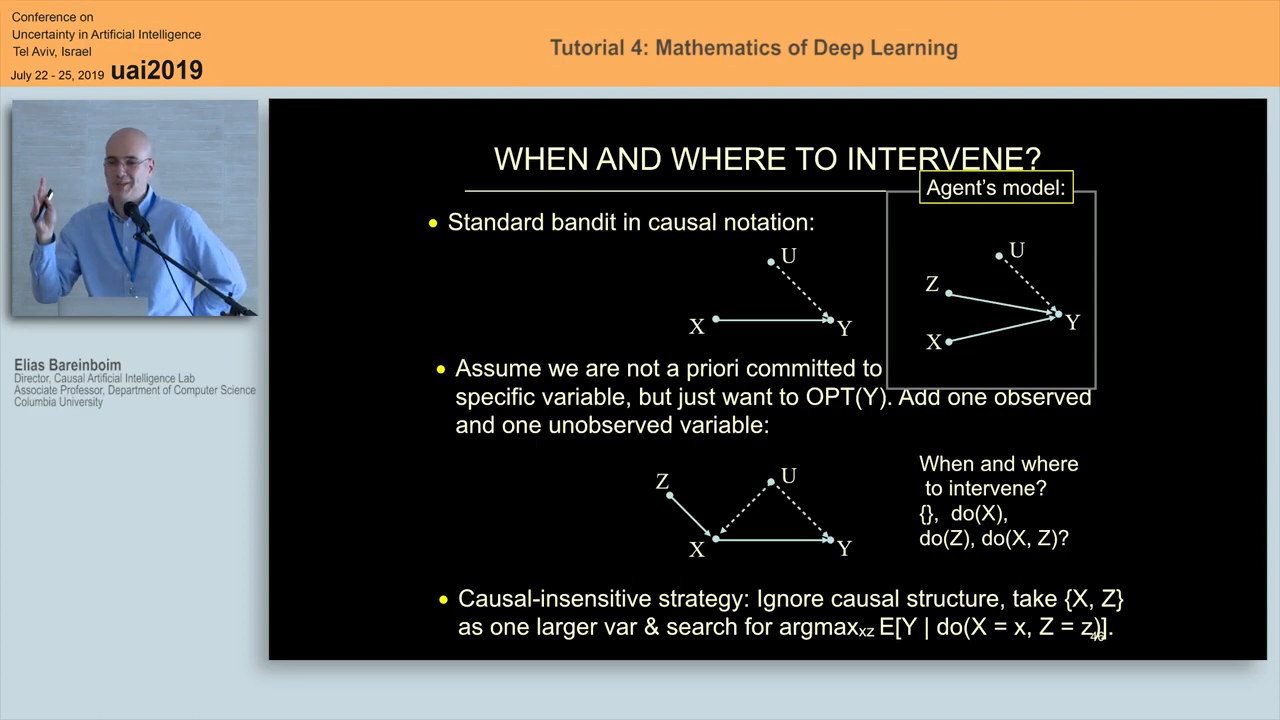 Conference on
Uncertainty in Artificial Intelligence
Tel Aviv, Israel
July 22 - 25, 2019 uai2019
Tutorial 4: Mathematics of Deep Learning
Elias Bareinboim
Director, Causal Artificial Intelligence Lab
Associate Professor, Department of Computer Science
Columbia University
WHEN AND WHERE TO INTERVENE?
Agent's model:
• Standard bandit in causal notation:
U
X
Y
U
Z
X
Y
• Assume we are not a priori committed to
specific variable, but just want to OPT(Y). Add one observed
and one unobserved variable:
Z
U
X
Y
When and where
to intervene?
{}, do(X),
do(Z), do(X, Z)?
• Causal-insensitive strategy: Ignore causal structure, take {X, Z}
as one larger var & search for argmaxxz E[Y | do(X = x, Z = z)].